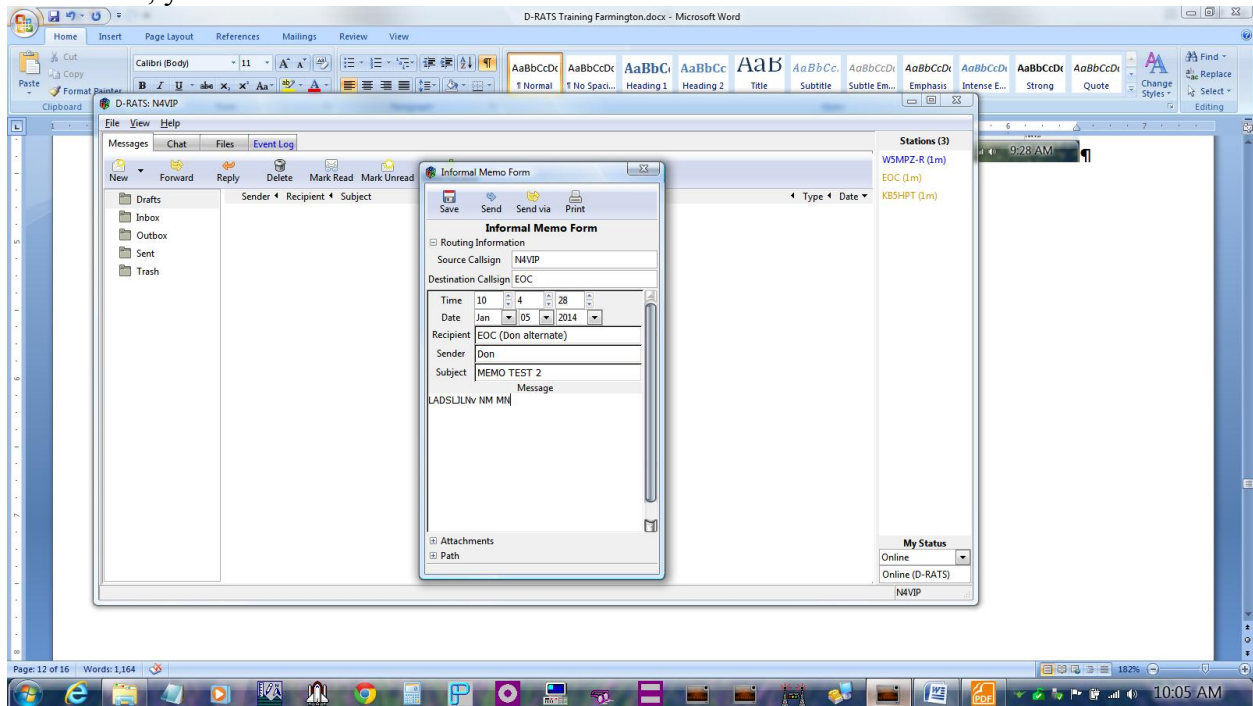 D-RATS Training Farmington.docx - Microsoft Word
Home Insert Page Layout References Mailings Review View
Cut
Copy
Format Painter
Paste
Clipboard
Calibri (Body) 11
AaBbCcDc AaBbCcDc AaBbC AaBbCc AaB AaBbCc. AaBbCcDc AaBbCcDc AaBbCcDc AaBbCcDc AaBbCcDc
¶ Normal ¶ No Spaci... Heading 1 Heading 2 Title Subtitle Subtle Em... Emphasis Intense E... Strong Quote
Change Styles
Find
Replace
Select
Editing
D-RATS: N4VIP
File View Help
Messages Chat Files Event Log
New Forward Reply Delete Mark Read Mark Unread
Drafts
Inbox
Outbox
Sent
Trash
Sender Recipient Subject Type Date
Stations (3)
W5MPZ-R (1m)
EOC (1m)
KB5HPT (1m)
9:28 AM ¶
Informal Memo Form
Save Send Send via Print
Informal Memo Form
Routing Information
Source Callsign N4VIP
Destination Callsign EOC
Time 10 4 28
Date Jan 05 2014
Recipient EOC (Don alternate)
Sender Don
Subject MEMO TEST 2
Message
LADSLJLNv NM MN
Attachments
Path
My Status
Online
Online (D-RATS)
N4VIP
Page: 12 of 16 Words: 1,164 182%
10:05 AM